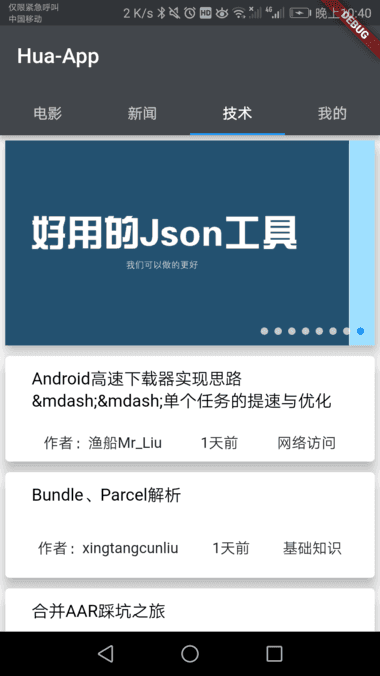 仅限紧急呼叫
中国移动
2 K/s HD 4G 晚上10:40
DEBUG
Hua-App
电影 新闻 技术 我的
好用的Json工具
我们可以做的更好
Android高速下载器实现思路
&mdash;&mdash;单个任务的提速与优化
作者：渔船Mr_Liu 1天前 网络访问
Bundle、Parcel解析
作者：xingtangcunliu 1天前 基础知识
合并AAR踩坑之旅